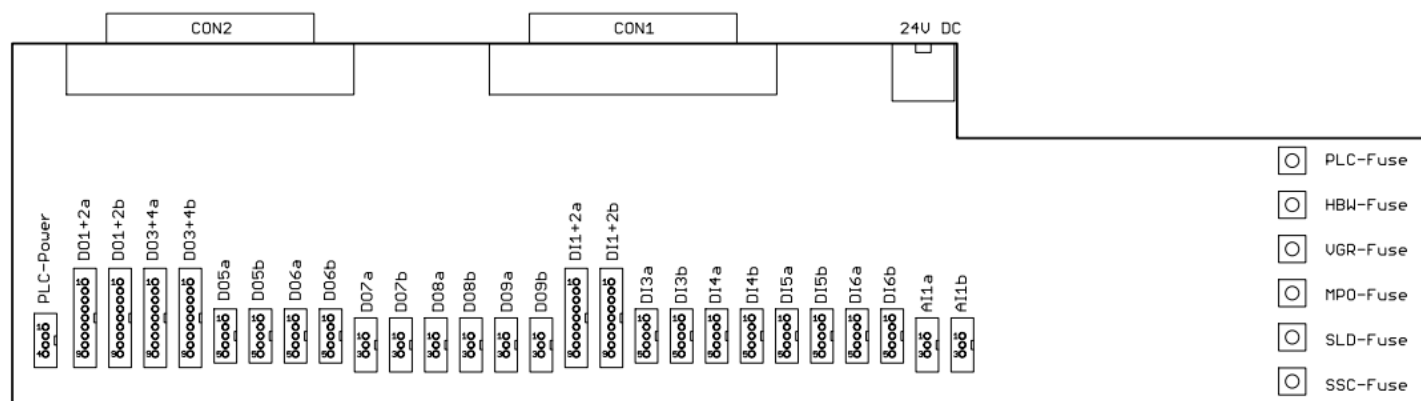 CON2
CON1
24V DC
PLC-Fuse
HBW-Fuse
VGR-Fuse
MPO-Fuse
SLD-Fuse
SSC-Fuse
PLC-Power
DO1+2a
DO1+2b
DO3+4a
DO3+4b
DO5a
DO5b
DO6a
DO6b
DO7a
DO7b
DO8a
DO8b
DO9a
DO9b
DI1+2a
DI1+2b
DI3a
DI3b
DI4a
DI4b
DI5a
DI5b
DI6a
DI6b
AI1a
AI1b